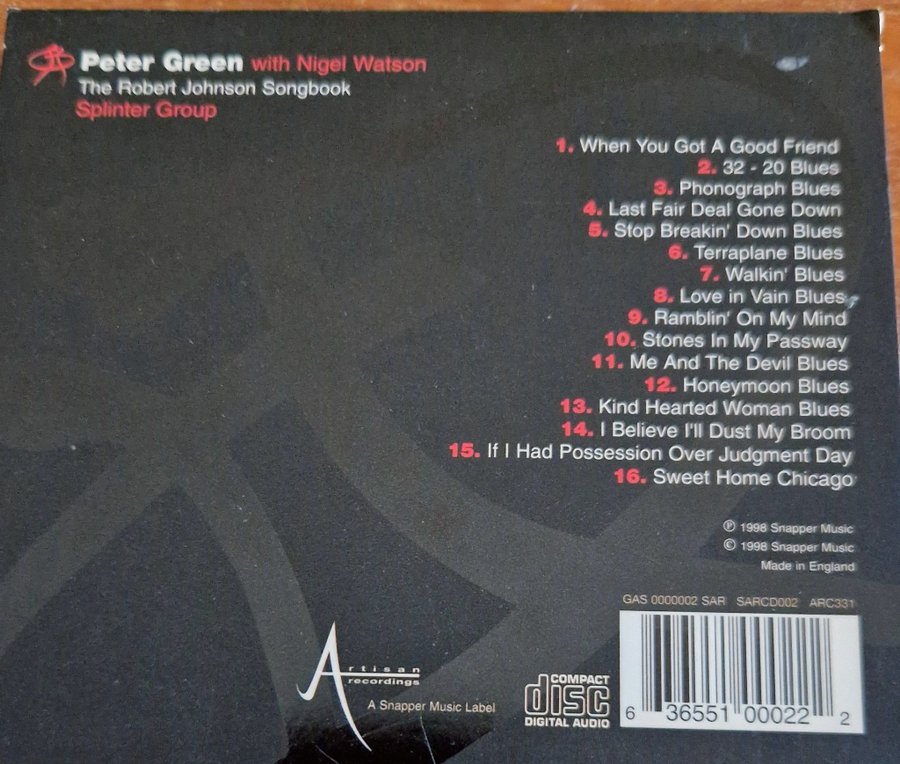 Peter Green with Nigel Watson
The Robert Johnson Songbook
Splinter Group
1. When You Got A Good Friend
2. 32 - 20 Blues
3. Phonograph Blues
4. Last Fair Deal Gone Down
5. Stop Breakin' Down Blues
6. Terraplane Blues
7. Walkin' Blues
8. Love in Vain Blues
9. Ramblin' On My Mind
10. Stones In My Passway
11. Me And The Devil Blues
12. Honeymoon Blues
13. Kind Hearted Woman Blues
14. I Believe I'll Dust My Broom
15. If I Had Possession Over Judgment Day
16. Sweet Home Chicago
℗ 1998 Snapper Music
© 1998 Snapper Music
Made in England
GAS 0000002 SAR SARCD002 ARC331
Artisan
recordings
A Snapper Music Label
COMPACT
disc
DIGITAL AUDIO
6 36551 00022 2